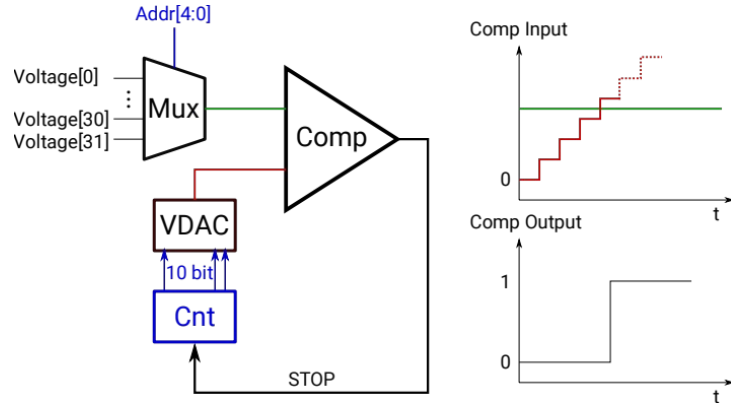 Addr[4:0]
Voltage[0]
Voltage[30]
Voltage[31]
Mux
Comp
VDAC
10 bit
Cnt
STOP
Comp Input
0
t
Comp Output
1
0
t